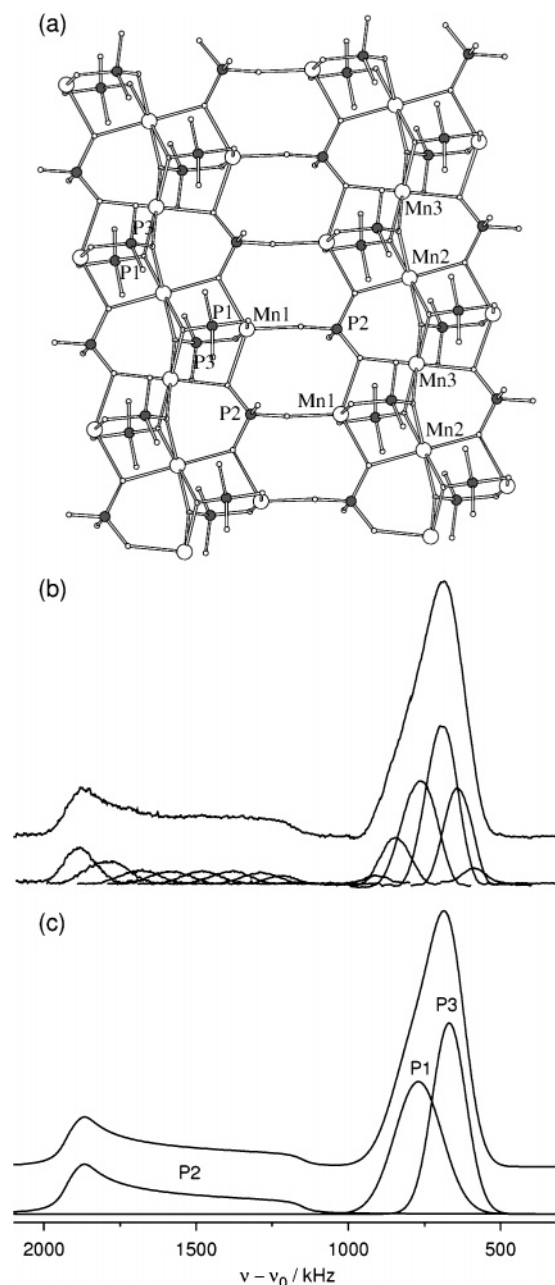 (a)
Mn3
P3
Mn2
P1
P1
Mn1
P2
P3
Mn3
P2
Mn1
Mn2
(b)
(c)
P3
P1
P2
2000
1500
1000
500
ν – ν0 / kHz